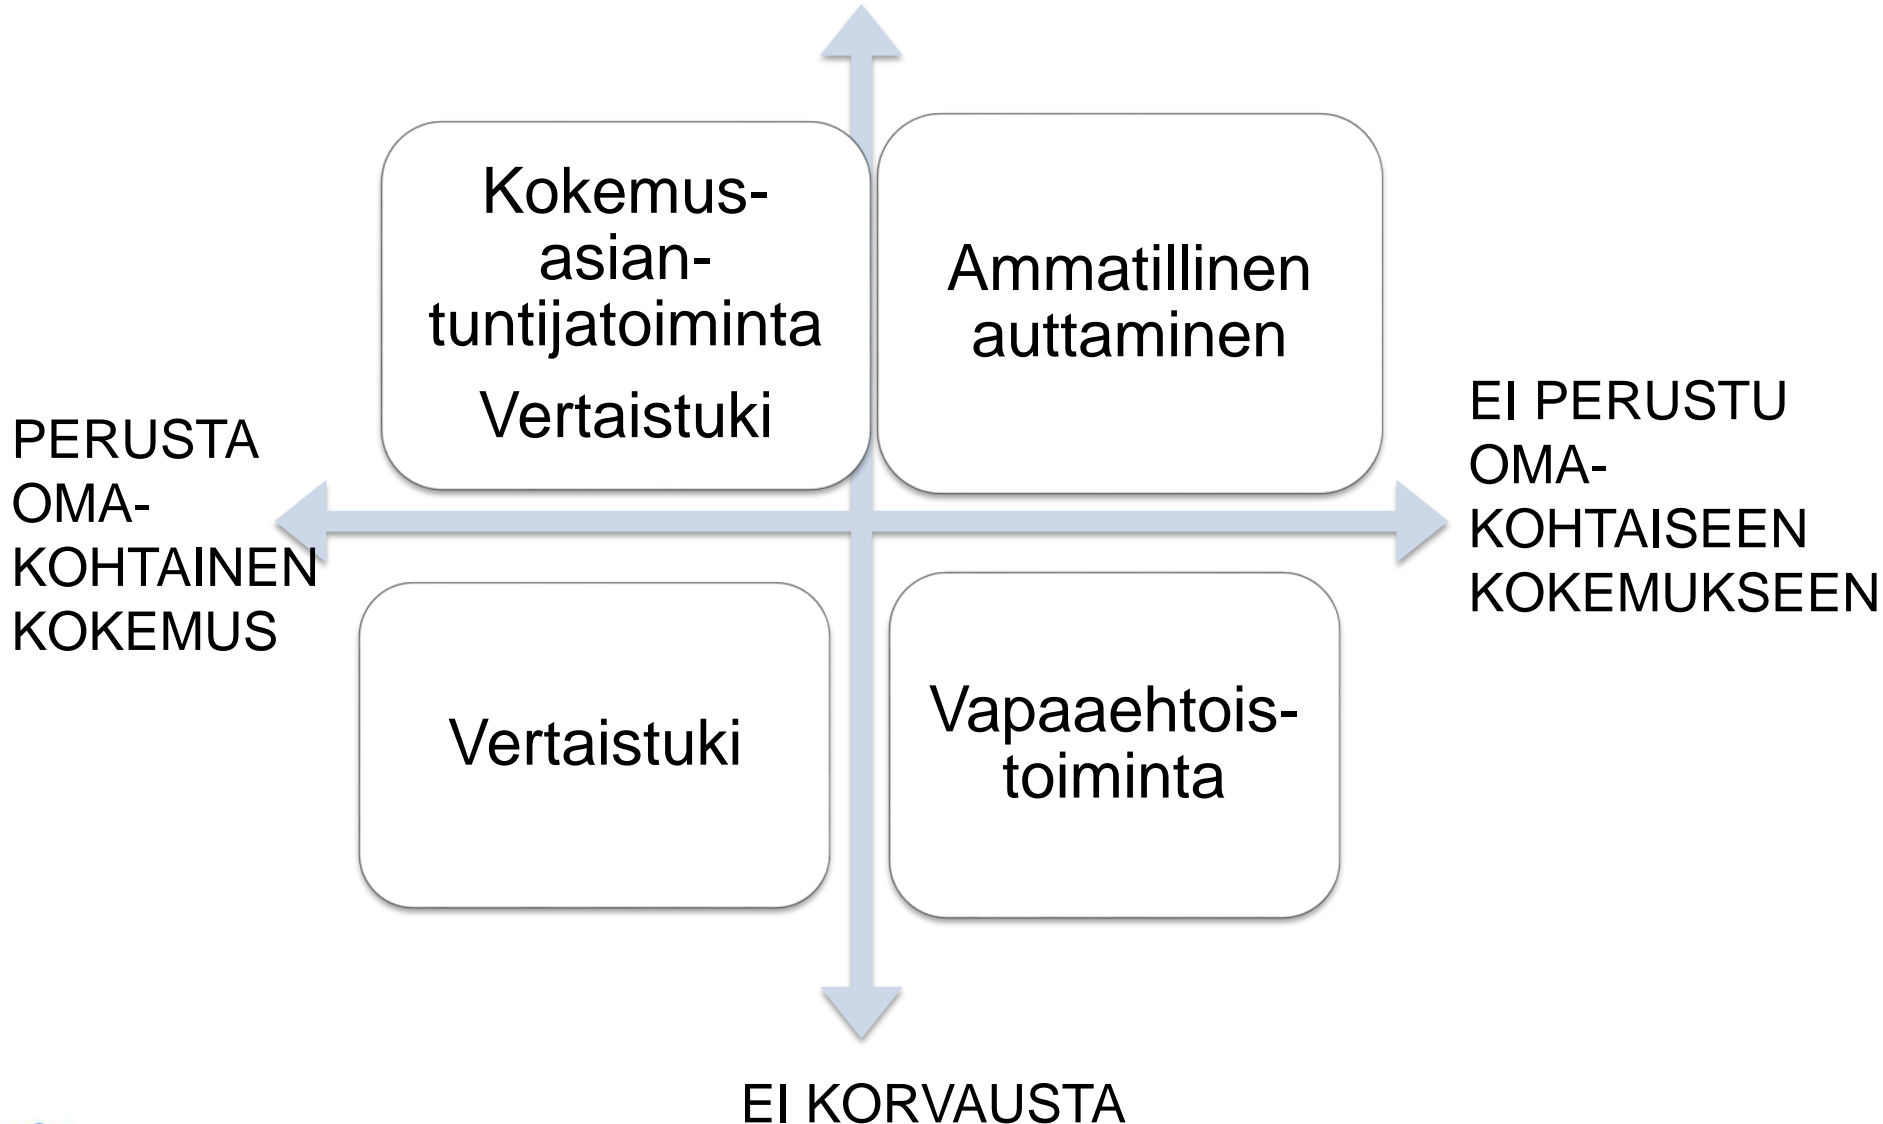 Kokemus-
asian-
tuntijatoiminta
Vertaistuki
Ammatillinen
auttaminen
PERUSTA
OMA-
KOHTAINEN
KOKEMUS
EI PERUSTU
OMA-
KOHTAISEEN
KOKEMUKSEEN
Vertaistuki
Vapaaehtois-
toiminta
EI KORVAUSTA